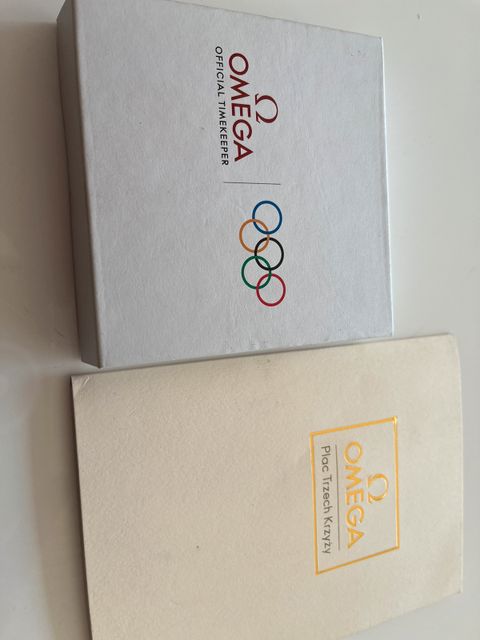 Ω
OMEGA
OFFICIAL TIMEKEEPER
Ω
OMEGA
Plac Trzech Krzyży